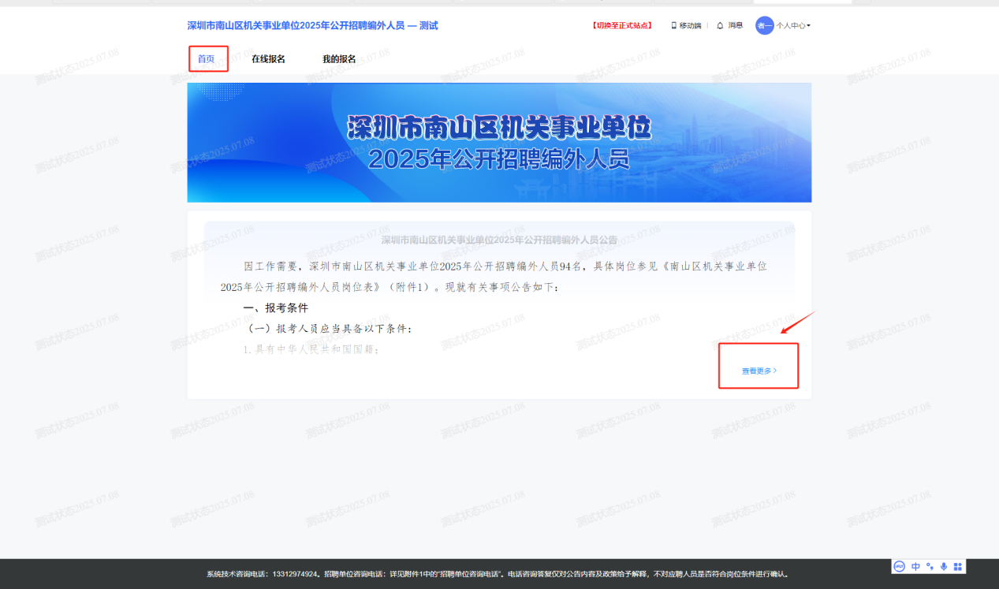 深圳市南山区机关事业单位2025年公开招聘编外人员 — 测试
【切换至正式站点】 移动端 消息 者一 个人中心
首页 在线报名 我的报名
深圳市南山区机关事业单位
2025年公开招聘编外人员
深圳市南山区机关事业单位2025年公开招聘编外人员公告
因工作需要，深圳市南山区机关事业单位2025年公开招聘编外人员94名，具体岗位参见《南山区机关事业单位
2025年公开招聘编外人员岗位表》（附件1）。现就有关事项公告如下：
一、报考条件
（一）报考人员应当具备以下条件：
1.具有中华人民共和国国籍；
查看更多
系统技术咨询电话：13312974924。招聘单位咨询电话：详见附件1中的“招聘单位咨询电话”。电话咨询答复仅对公告内容及政策给予解释，不对应聘人员是否符合岗位条件进行确认。
中
测试状态2025.07.08